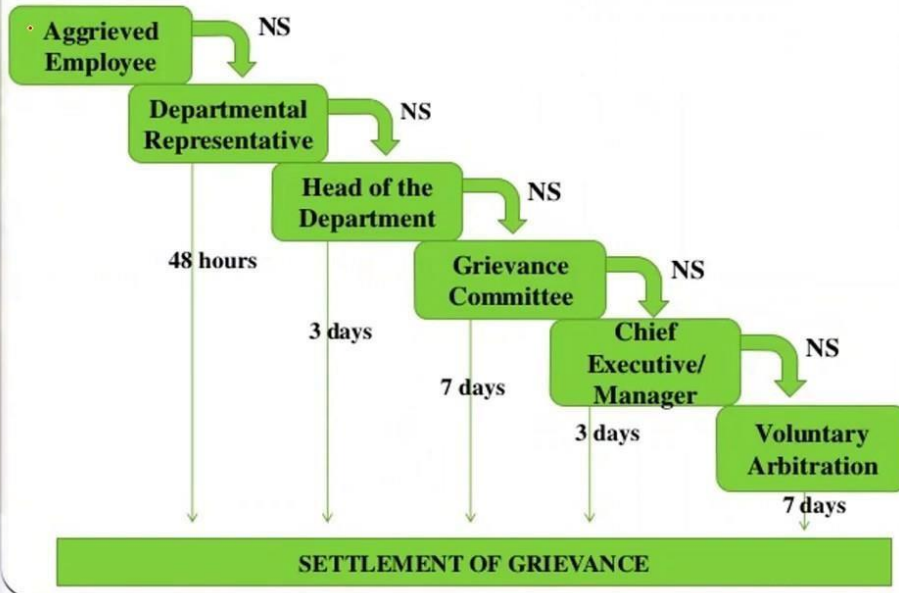 Aggrieved
Employee
NS
Departmental
Representative
NS
Head of the
Department
NS
48 hours
Grievance
Committee
NS
3 days
Chief
Executive/
Manager
NS
7 days
3 days
Voluntary
Arbitration
7 days
SETTLEMENT OF GRIEVANCE